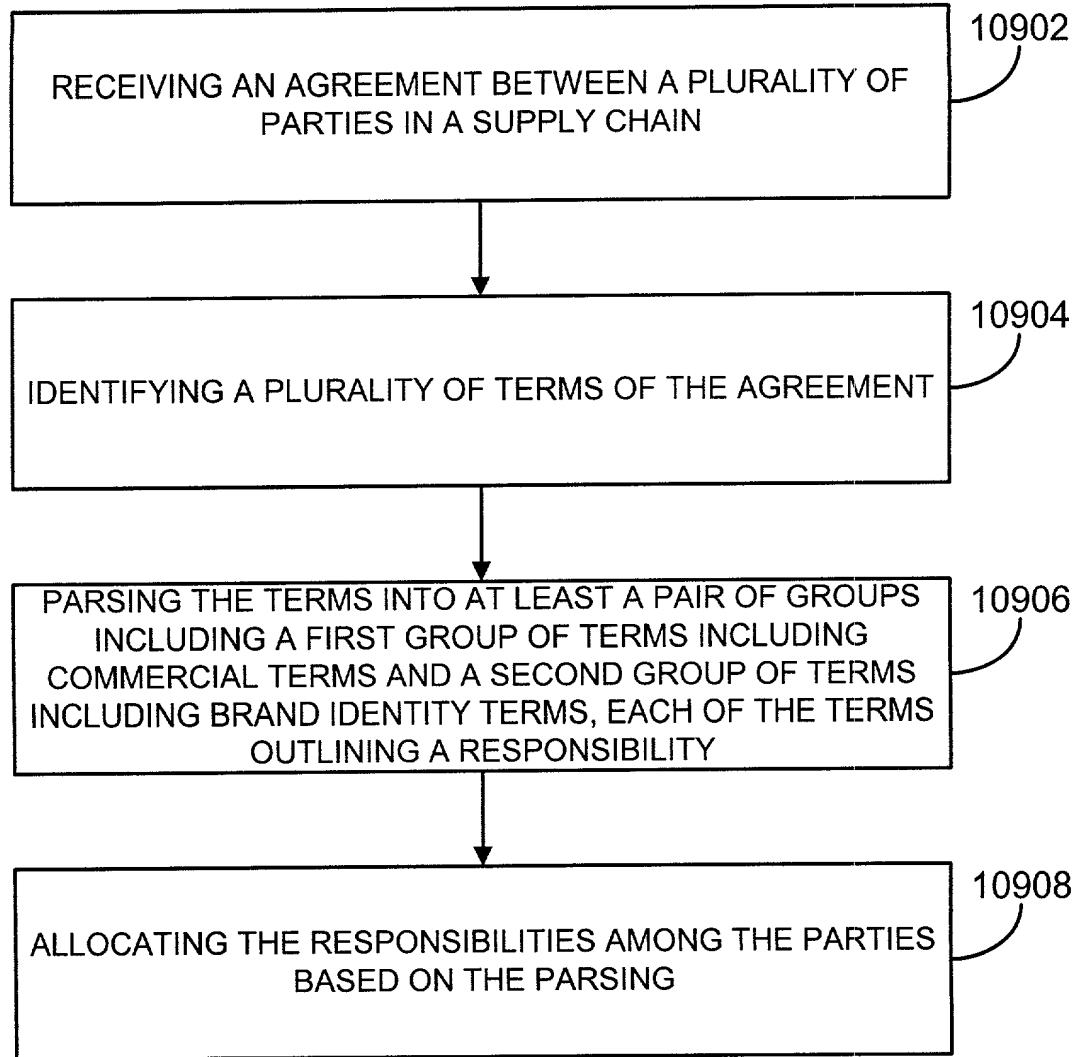 10902
RECEIVING AN AGREEMENT BETWEEN A PLURALITY OF
PARTIES IN A SUPPLY CHAIN
10904
IDENTIFYING A PLURALITY OF TERMS OF THE AGREEMENT
10906
PARSING THE TERMS INTO AT LEAST A PAIR OF GROUPS
INCLUDING A FIRST GROUP OF TERMS INCLUDING
COMMERCIAL TERMS AND A SECOND GROUP OF TERMS
INCLUDING BRAND IDENTITY TERMS, EACH OF THE TERMS
OUTLINING A RESPONSIBILITY
10908
ALLOCATING THE RESPONSIBILITIES AMONG THE PARTIES
BASED ON THE PARSING